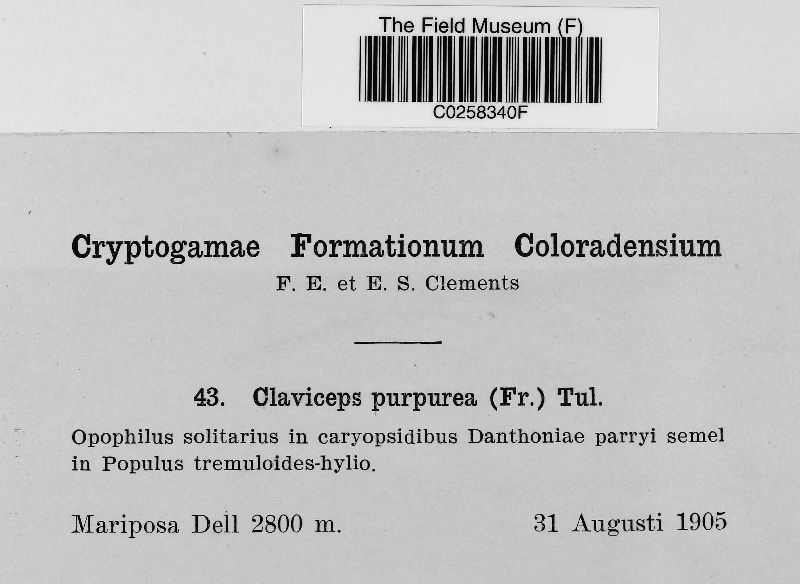 The Field Museum (F)
C0258340F
Cryptogamae Formationum Coloradensium
F. E. et E. S. Clements
43. Claviceps purpurea (Fr.) Tul.
Opophilus solitarius in caryopsidibus Danthoniae parryi semel
in Populus tremuloides-hylio.
Mariposa Dell 2800 m. 31 Augusti 1905